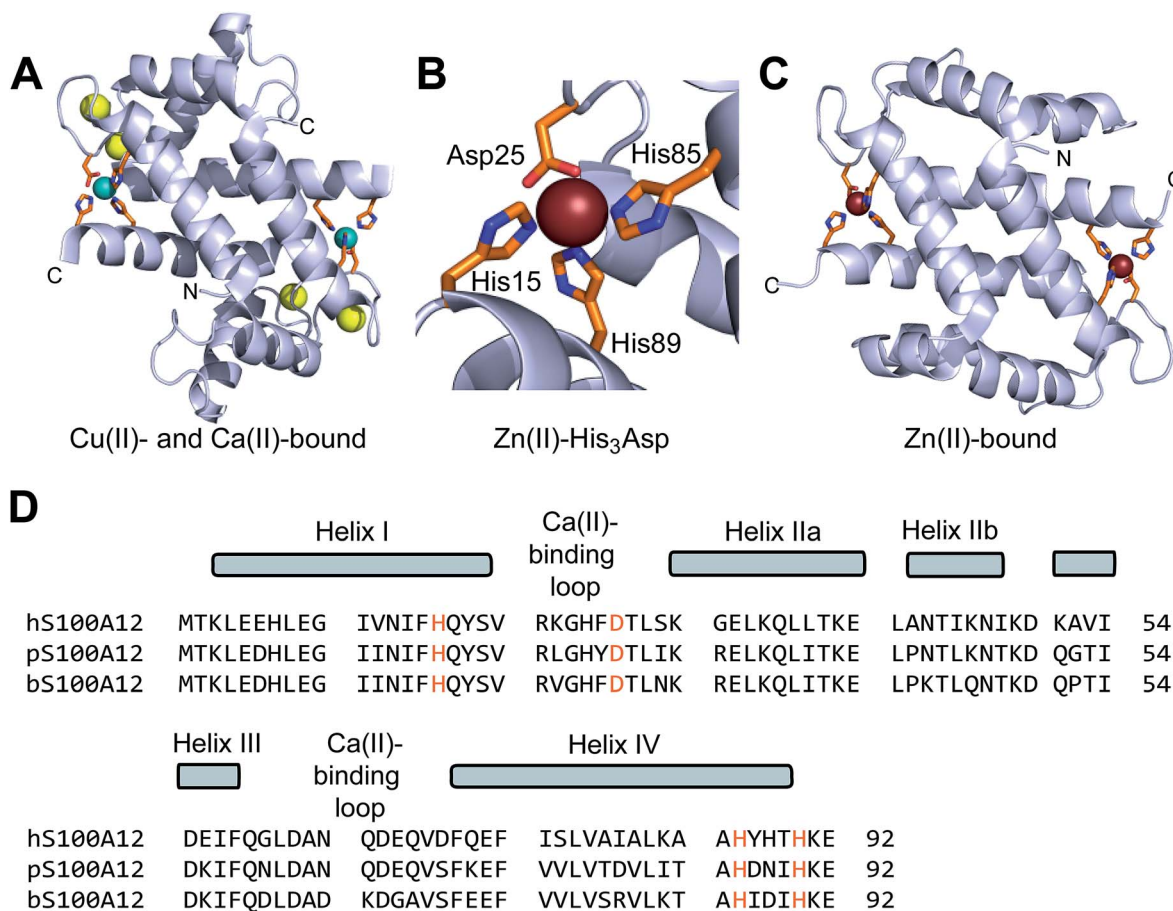 A
B
C
C
C
N
Asp25
His85
His15
His89
N
C
C
Cu(II)- and Ca(II)-bound
Zn(II)-His3Asp
Zn(II)-bound
D
Helix I
Ca(II)-
binding
loop
Helix IIa
Helix IIb
hS100A12 MTKLEEHLEG IVNIFHQYSV RKGHFDTLSK GELKQLLTKE LANTIKNIKD KAVI 54
pS100A12 MTKLEDHLEG IINIFHQYSV RLGHYDTLIK RELKQLITKE LPNTLKNTKD QGTI 54
bS100A12 MTKLEDHLEG IINIFHQYSV RVGHFDTLNK RELKQLITKE LPKTLQNTKD QPTI 54
Helix III
Ca(II)-
binding
loop
Helix IV
hS100A12 DEIFQGLDAN QDEQVDFQEF ISLVAIALKA AHYHTHKE 92
pS100A12 DKIFQNLDAN QDEQVSFKEF VVLVTDVLIT AHDNIHKE 92
bS100A12 DKIFQDLDAD KDGAVSFEEF VVLVSRVLKT AHIDIHKE 92